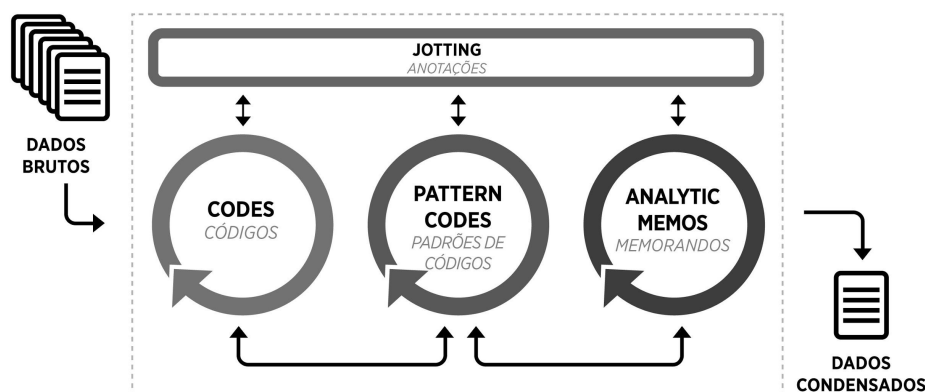 JOTTING
ANOTAÇÕES
DADOS
BRUTOS
CODES
CÓDIGOS
PATTERN
CODES
PADRÕES DE
CÓDIGOS
ANALYTIC
MEMOS
MEMORANDOS
DADOS
CONDENSADOS